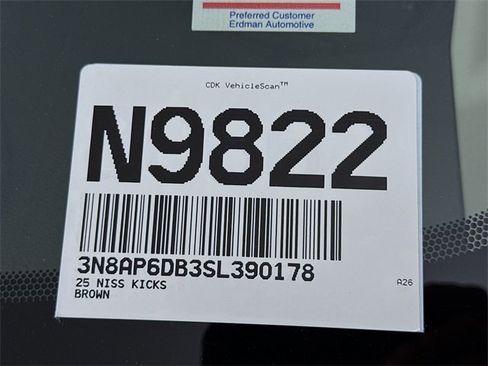 Preferred Customer
Erdman Automotive
CDK VehicleScan™
N9822
3N8AP6DB3SL390178
25 NISS KICKS
BROWN
A26